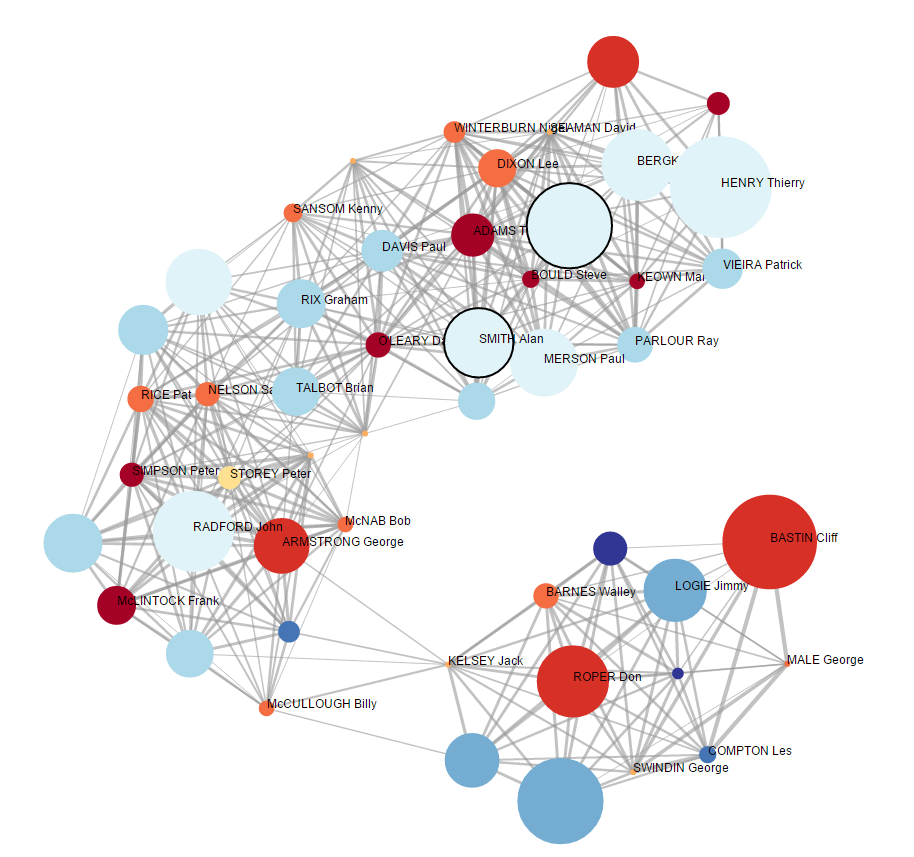 WINTERBURN Nigel
SEAMAN David
DIXON Lee
BERGK
HENRY Thierry
SANSOM Kenny
ADAMS T
DAVIS Paul
VIEIRA Patrick
BOULD Steve
KEOWN Mar
RIX Graham
O'LEARY Da
SMITH Alan
PARLOUR Ray
MERSON Paul
RICE Pat
NELSON Sa
TALBOT Brian
SIMPSON Peter
STOREY Peter
McNAB Bob
RADFORD John
ARMSTRONG George
BASTIN Cliff
LOGIE Jimmy
BARNES Walley
McLINTOCK Frank
KELSEY Jack
MALE George
ROPER Don
McCULLOUGH Billy
COMPTON Les
SWINDIN George